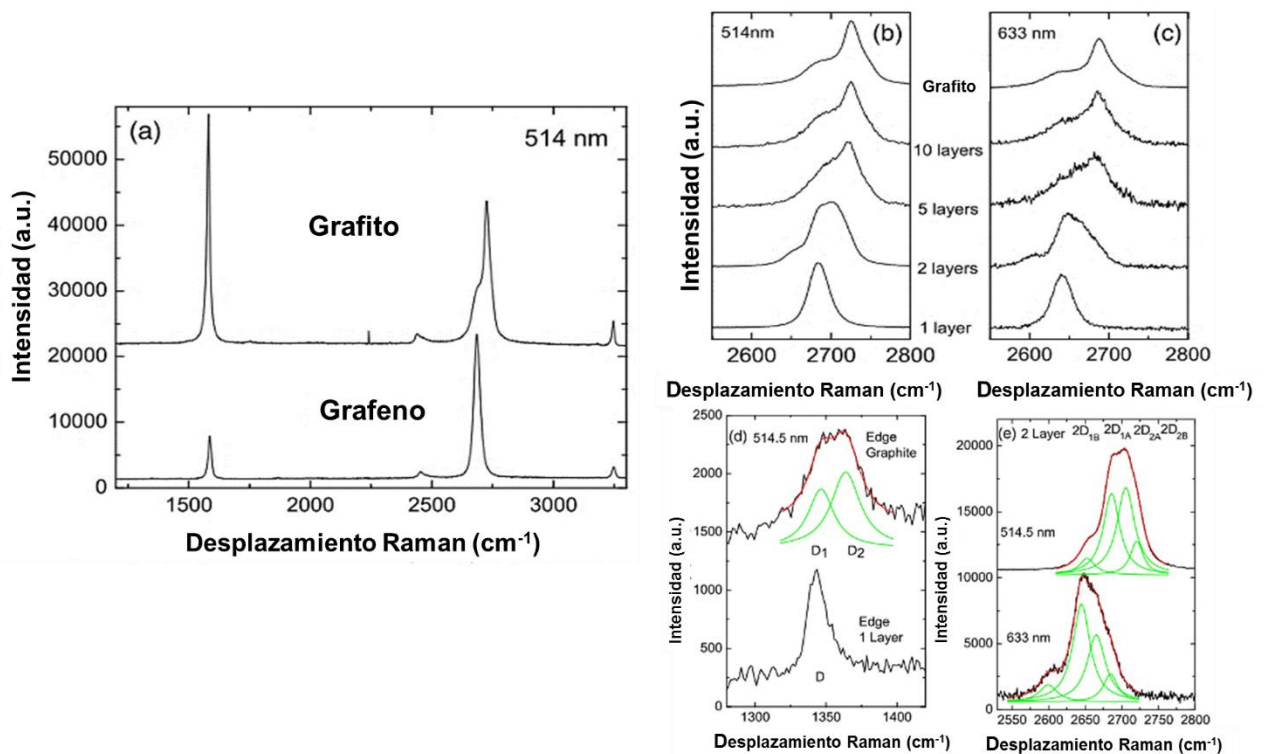 (a)
514 nm
50000
40000
30000
20000
10000
0
Grafito
Grafeno
Intensidad (a.u.)
1500
2000
2500
3000
Desplazamiento Raman (cm-1)
514nm
(b)
633 nm
(c)
Grafito
10 layers
5 layers
2 layers
1 layer
Intensidad (a.u.)
2600
2700
2800
2600
2700
2800
Desplazamiento Raman (cm-1)
Desplazamiento Raman (cm-1)
2500
2000
1500
1000
500
0
(d)
514.5 nm
Edge
Graphite
D1
D2
Edge
1 Layer
D
Intensidad (a.u.)
1300
1350
1400
Desplazamiento Raman (cm-1)
(e) 2 Layer
2D1B
2D1A
2D2A
2D2B
20000
15000
10000
5000
0
514.5 nm
633 nm
Intensidad (a.u.)
2550
2600
2650
2700
2750
2800
Desplazamiento Raman (cm-1)